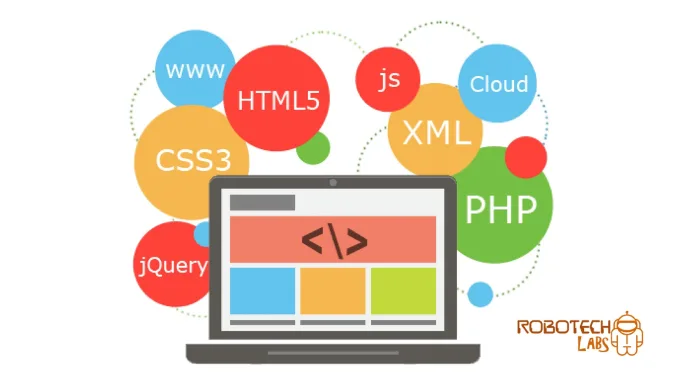 www
HTML5
js
Cloud
CSS3
XML
PHP
jQuery
<\>
ROBOTECH
LABS